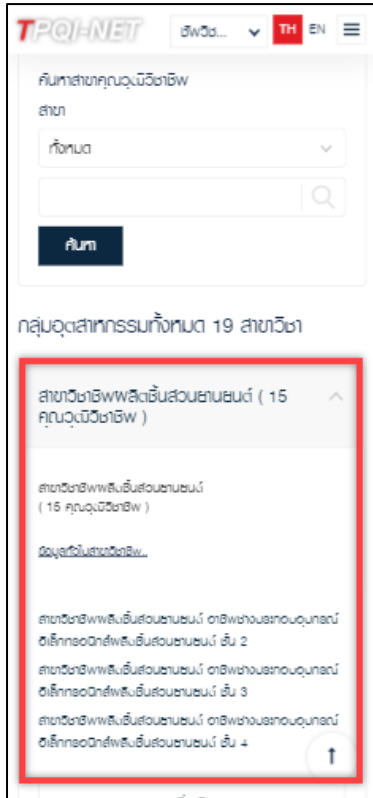 TPQI-NET ชีพวิช... TH EN
ค้นหาสาขาคุณวุฒิวิชาชีพ
สาขา
ทั้งหมด
ค้นหา
กลุ่มอุตสาหกรรมทั้งหมด 19 สาขาวิชา
สาขาวิชาชีพผลิตชิ้นส่วนยานยนต์ ( 15
คุณวุฒิวิชาชีพ )
สาขาวิชาชีพผลิตชิ้นส่วนยานยนต์
( 15 คุณวุฒิวิชาชีพ )
ข้อมูลทั่วไปสาขาวิชาชีพ...
สาขาวิชาชีพผลิตชิ้นส่วนยานยนต์ อาชีพช่างประกอบอุปกรณ์
อิเล็กทรอนิกส์ผลิตชิ้นส่วนยานยนต์ ชั้น 2
สาขาวิชาชีพผลิตชิ้นส่วนยานยนต์ อาชีพช่างประกอบอุปกรณ์
อิเล็กทรอนิกส์ผลิตชิ้นส่วนยานยนต์ ชั้น 3
สาขาวิชาชีพผลิตชิ้นส่วนยานยนต์ อาชีพช่างประกอบอุปกรณ์
อิเล็กทรอนิกส์ผลิตชิ้นส่วนยานยนต์ ชั้น 4